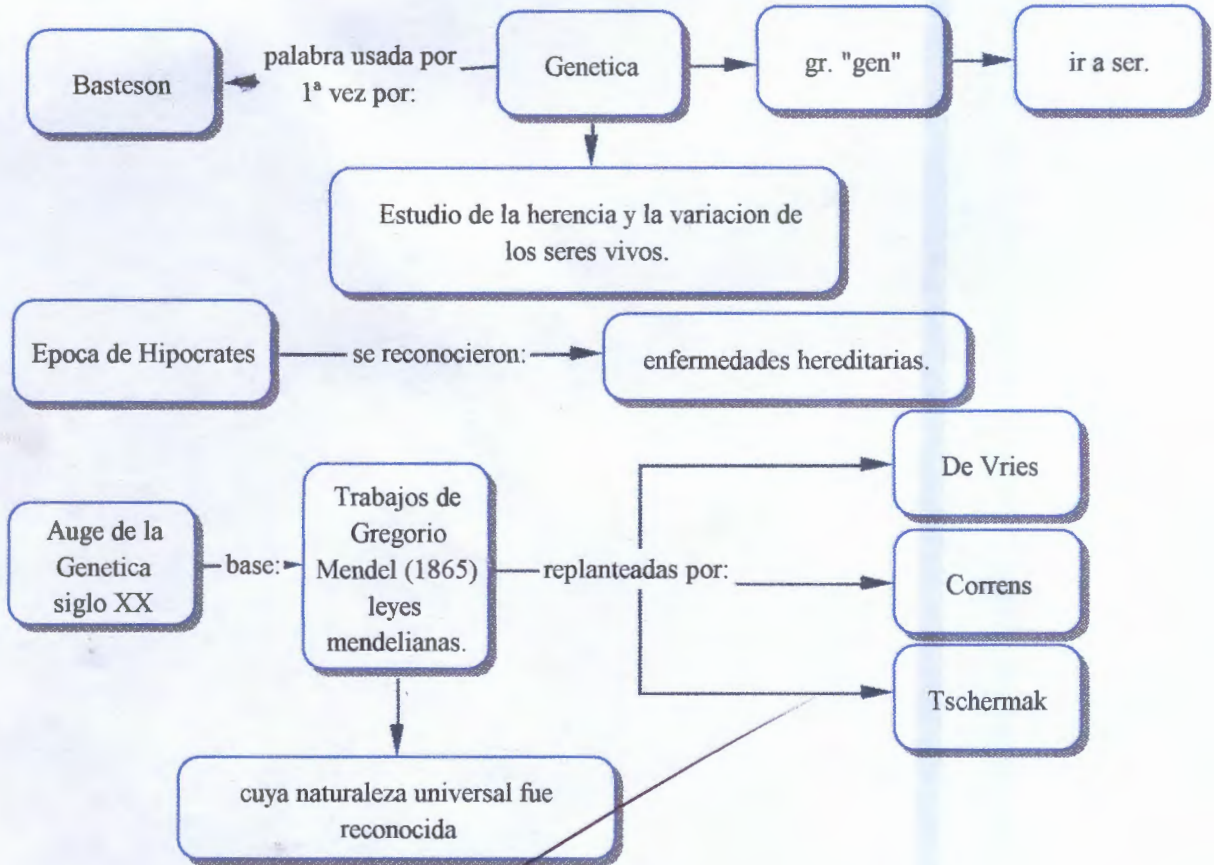 Basteson
palabra usada por
1ª vez por:
Genetica
gr. "gen"
ir a ser.
Estudio de la herencia y la variacion de
los seres vivos.
Epoca de Hipocrates
se reconocieron:
enfermedades hereditarias.
Auge de la
Genetica
siglo XX
base:
Trabajos de
Gregorio
Mendel (1865)
leyes
mendelianas.
replanteadas por:
De Vries
Correns
Tschermak
cuya naturaleza universal fue
reconocida